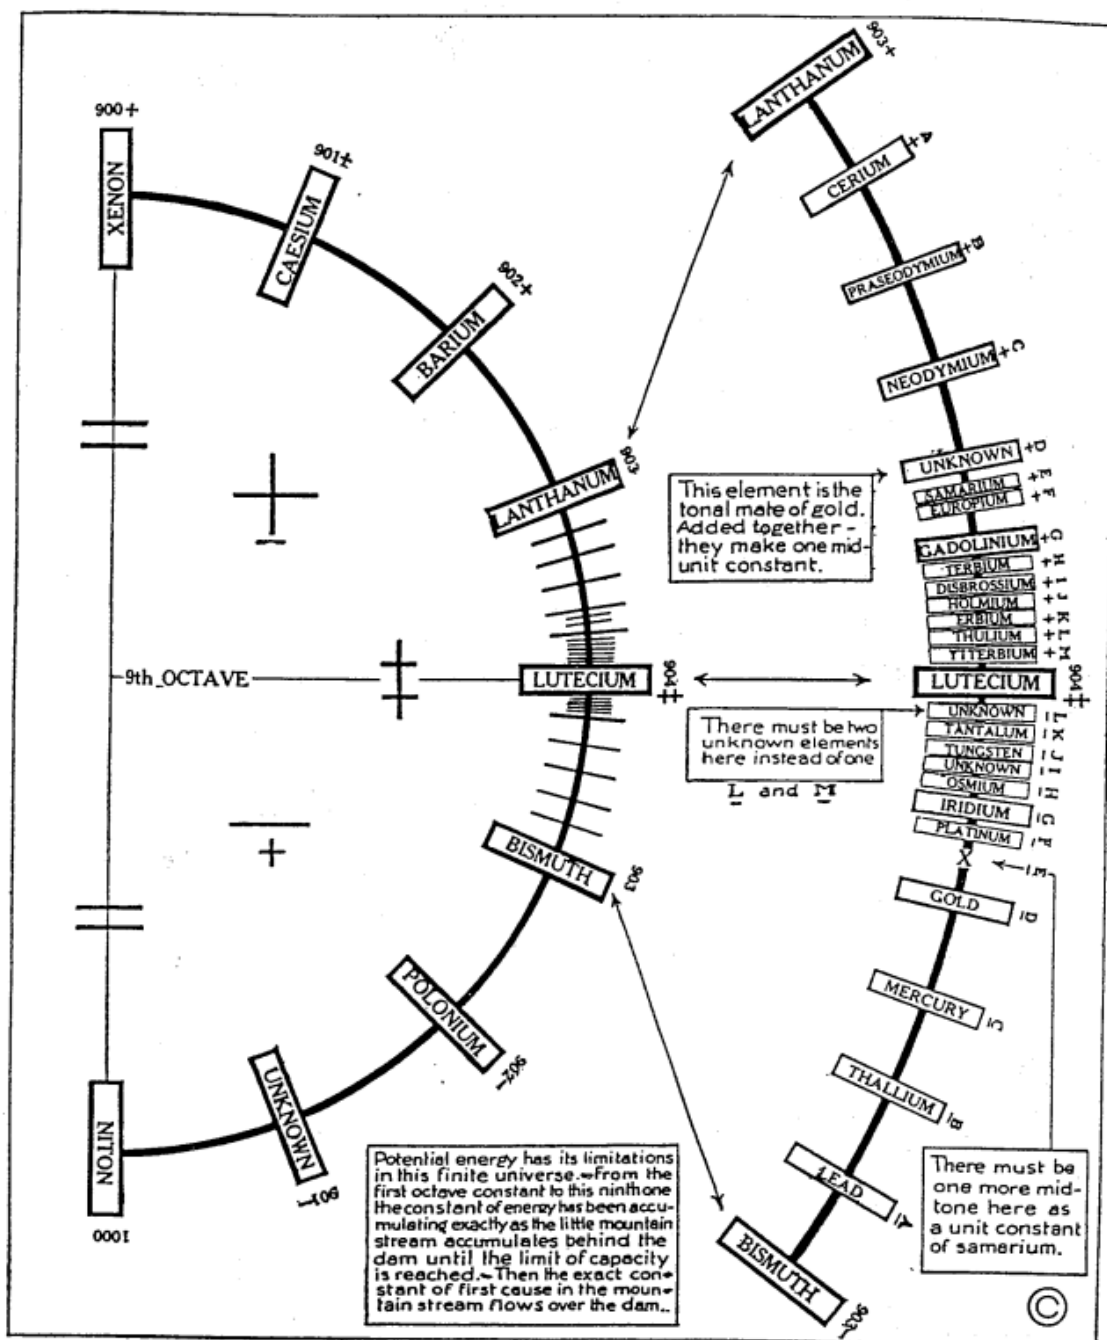 900+
XENON
901+
CAESIUM
902+
BARIUM
903
LANTHANUM
9th OCTAVE
LUTECIUM
904‡
BISMUTH
903
POLONIUM
902
UNKNOWN
901
NITON
1000
903+
LANTHANUM
A+
CERIUM
B+
PRASEODYMIUM
C+
NEODYMIUM
D+
UNKNOWN
E+
SAMARIUM
F+
EUROPIUM
G+
GADOLINIUM
H+
TERBIUM
I+
DISBROSSIUM
J+
HOLMIUM
K+
ERBIUM
L+
THULIUM
M+
YTTERBIUM
LUTECIUM
904‡
UNKNOWN
L
TANTALUM
K
TUNGSTEN
J
UNKNOWN
I
OSMIUM
H
IRIDIUM
G
PLATINUM
F
X
E
GOLD
D
MERCURY
C
THALLIUM
B
LEAD
A
BISMUTH
903
This element is the
tonal mate of gold.
Added together -
they make one mid-
unit constant.
There must be two
unknown elements
here instead of one
L and M
Potential energy has its limitations
in this finite universe.-From the
first octave constant to this ninth one
the constant of energy has been accu-
mulating exactly as the little mountain
stream accumulates behind the
dam until the limit of capacity
is reached.-Then the exact con-
stant of first cause in the moun-
tain stream flows over the dam..
There must be
one more mid-
tone here as
a unit constant
of samarium.
©